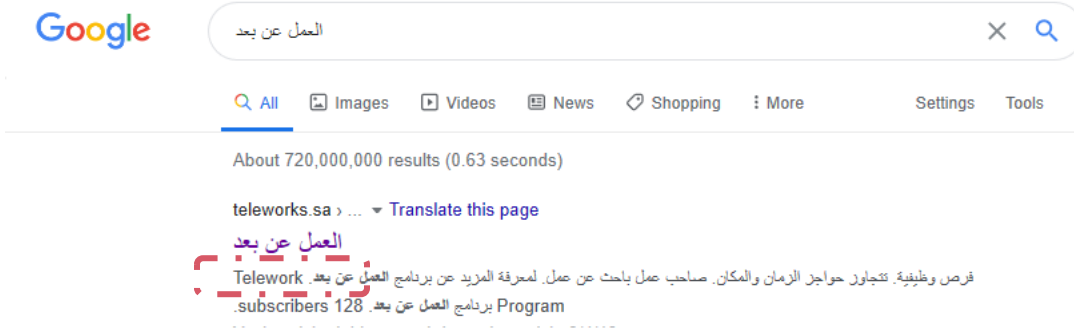 Google
العمل عن بعد
All Images Videos News Shopping More Settings Tools
About 720,000,000 results (0.63 seconds)
teleworks.sa › ... Translate this page
العمل عن بعد
فرص وظيفية. تتجاوز حواجز الزمان والمكان. صاحب عمل باحث عن عمل. لمعرفة المزيد عن برنامج العمل عن بعد. Telework
Program برنامج العمل عن بعد. 128 subscribers.